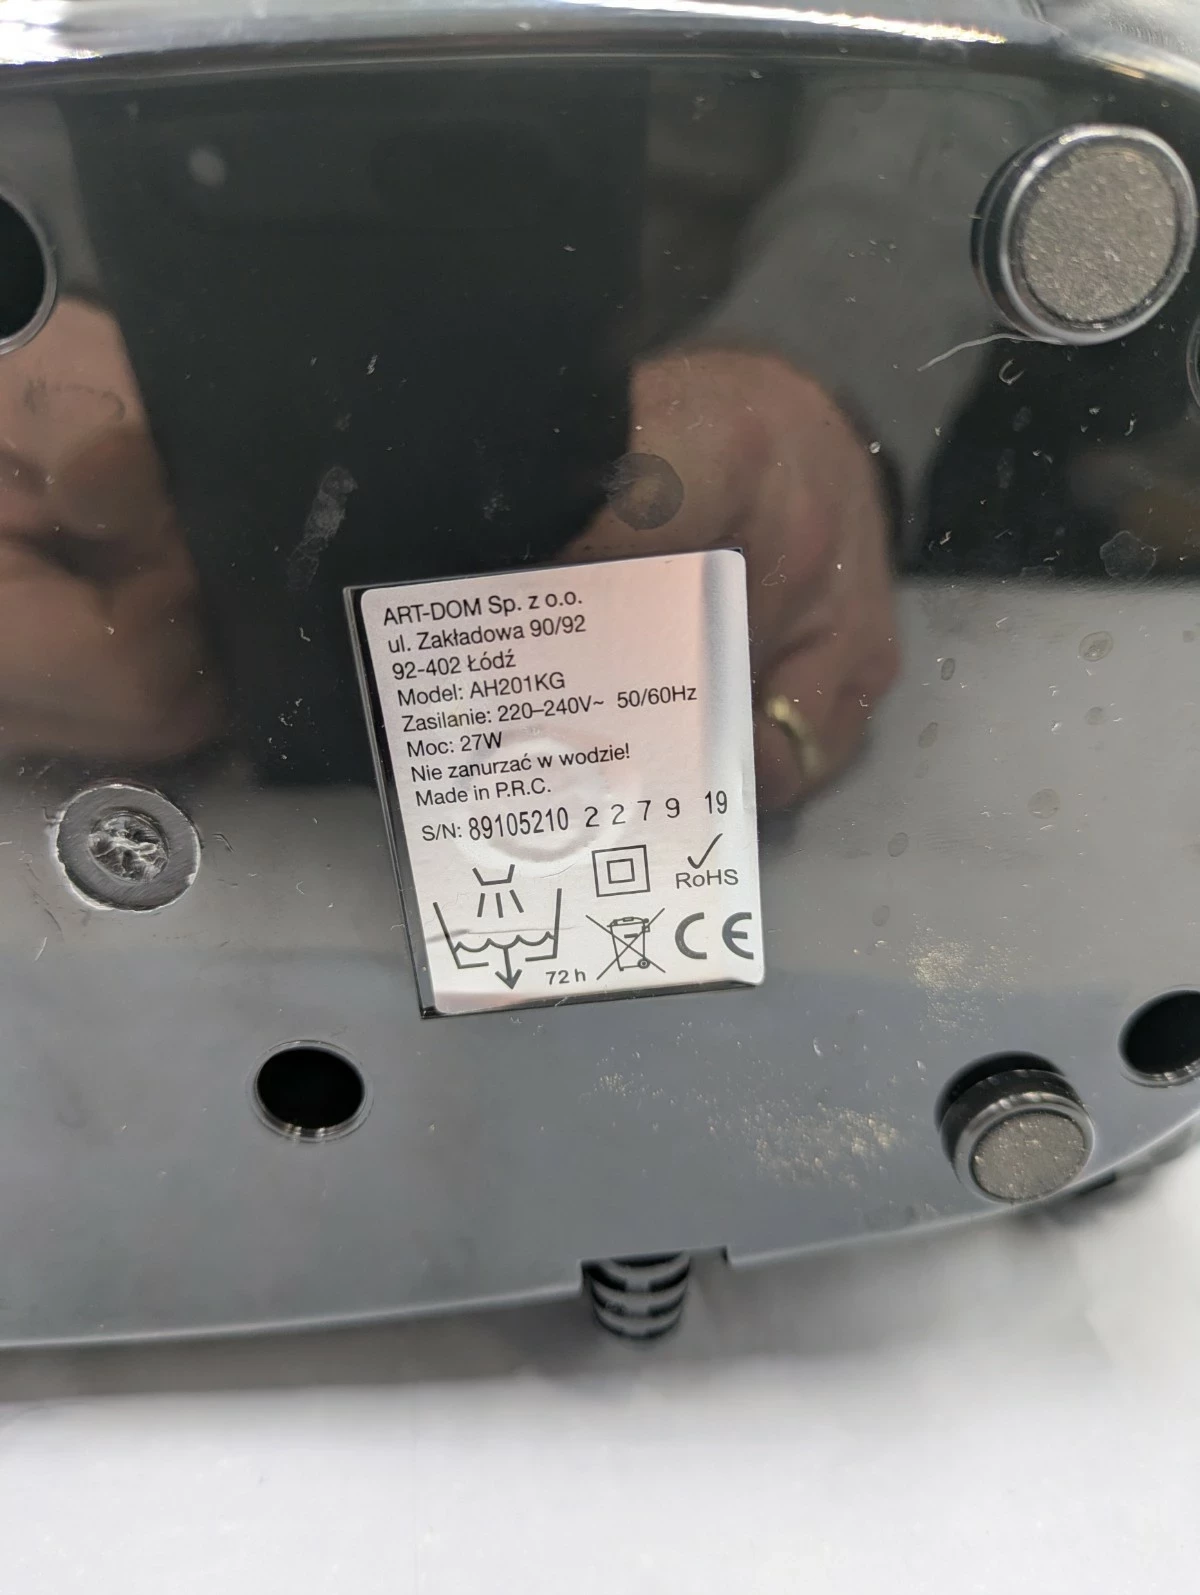 ART-DOM Sp. z o.o.
ul. Zakładowa 90/92
92-402 Łódź
Model: AH201KG
Zasilanie: 220–240V~ 50/60Hz
Moc: 27W
Nie zanurzać w wodzie!
Made in P.R.C.
S/N: 89105210 2 2 7 9 19
RoHS
72 h
CE